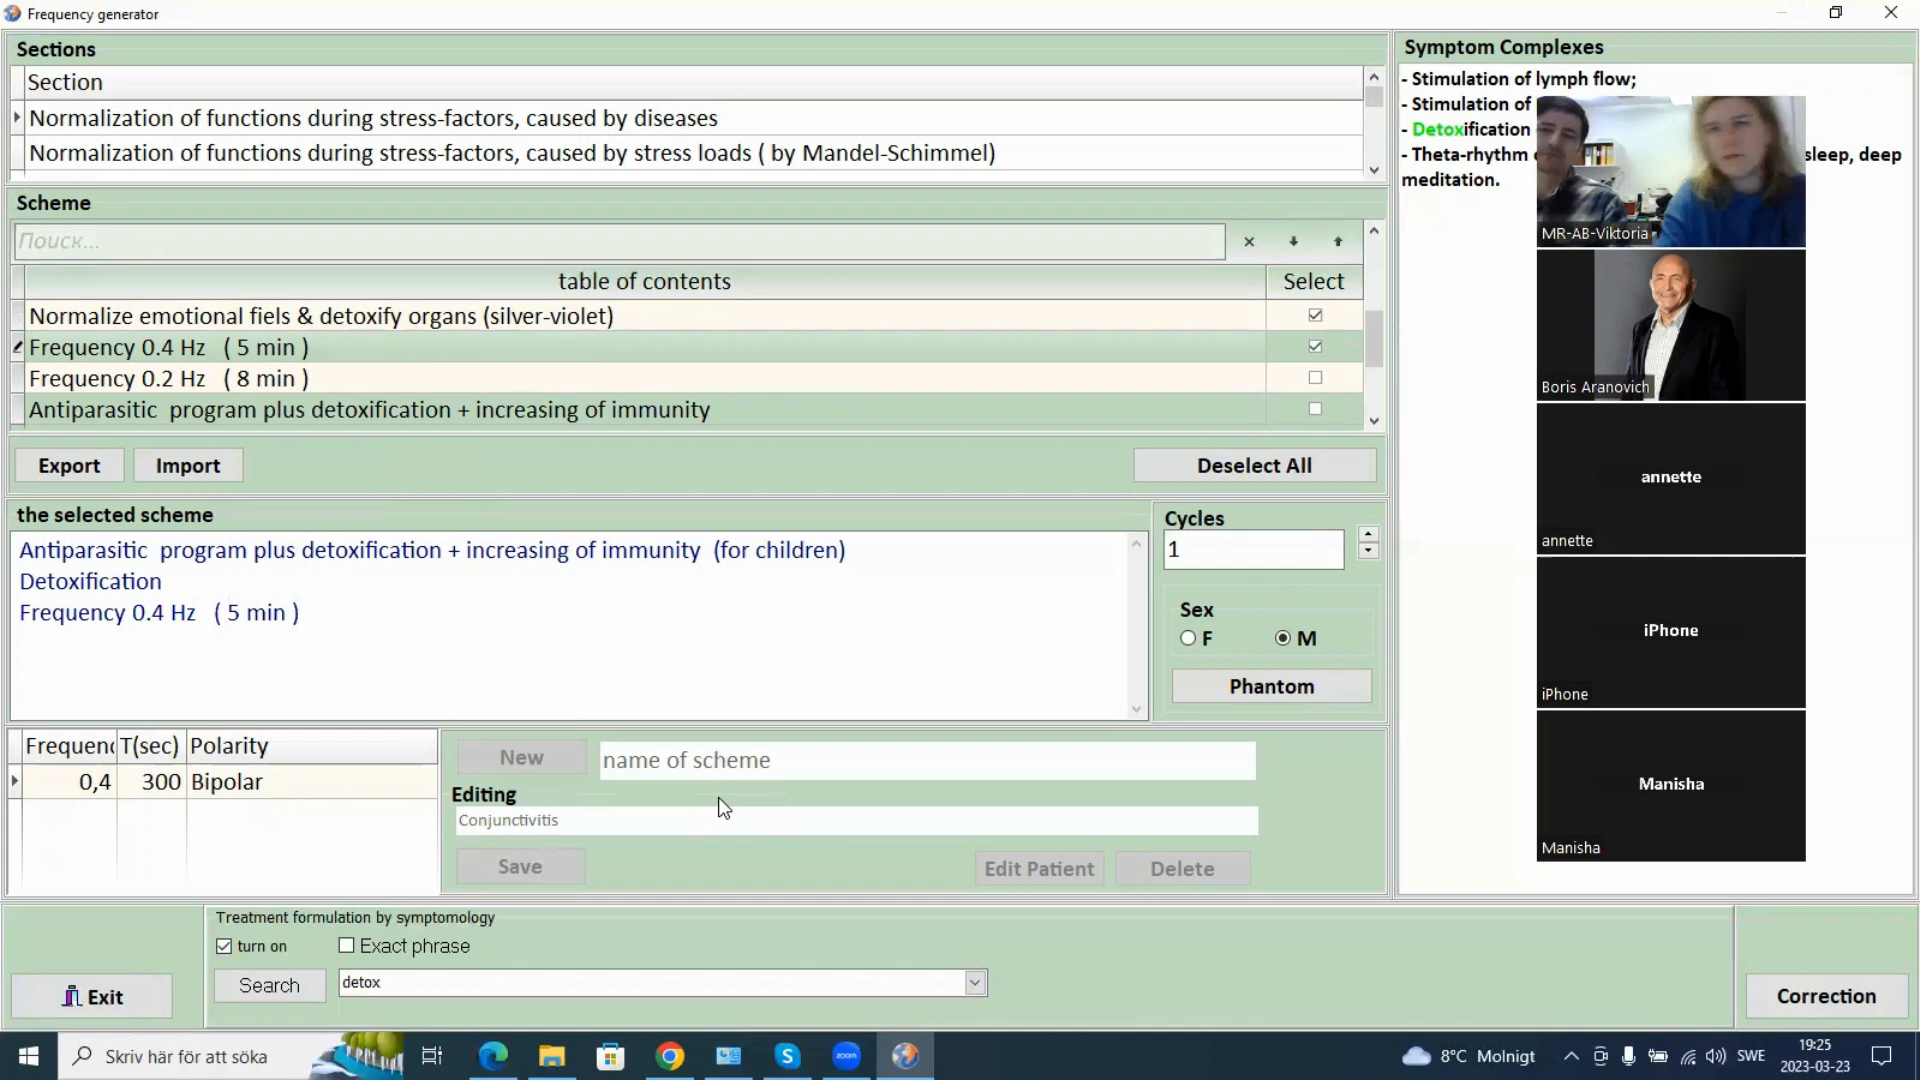 Frequency generator
Sections
Section
Normalization of functions during stress-factors, caused by diseases
Normalization of functions during stress-factors, caused by stress loads ( by Mandel-Schimmel)
Scheme
Поиск...
table of contents Select
Normalize emotional fiels & detoxify organs (silver-violet)
Frequency 0.4 Hz ( 5 min )
Frequency 0.2 Hz ( 8 min )
Antiparasitic program plus detoxification + increasing of immunity
Export Import Deselect All
the selected scheme
Antiparasitic program plus detoxification + increasing of immunity (for children)
Detoxification
Frequency 0.4 Hz ( 5 min )
Cycles
1
Sex
F M
Phantom
Frequenc T(sec) Polarity
0,4 300 Bipolar
New name of scheme
Editing
Conjunctivitis
Save Edit Patient Delete
Treatment formulation by symptomology
turn on Exact phrase
Search detox
Exit
Correction
Symptom Complexes
- Stimulation of lymph flow;
- Stimulation of
- Detoxification
- Theta-rhythm sleep, deep
meditation.
MR-AB-Viktoria
Boris Aranovich
annette
annette
iPhone
iPhone
Manisha
Manisha
Skriv här för att söka
zoom
8°C Molnigt
SWE
19:25
2023-03-23